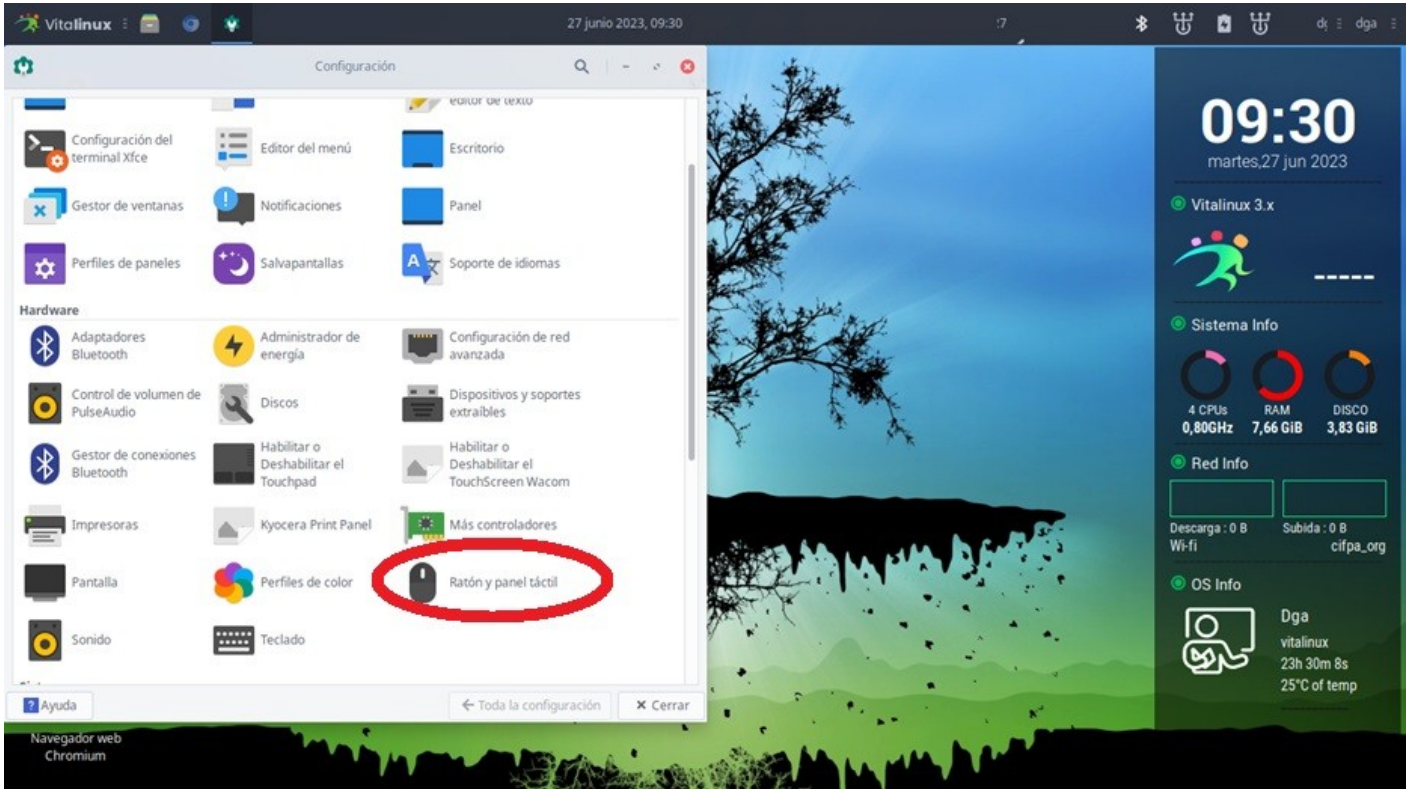 Vitalinux
27 junio 2023, 09:30
:7
dga
Configuración
editor de texto
Configuración del
terminal Xfce
Editor del menú
Escritorio
Gestor de ventanas
Notificaciones
Panel
Perfiles de paneles
Salvapantallas
Soporte de idiomas
Hardware
Adaptadores
Bluetooth
Administrador de
energía
Configuración de red
avanzada
Control de volumen de
PulseAudio
Discos
Dispositivos y soportes
extraíbles
Gestor de conexiones
Bluetooth
Habilitar o
Deshabilitar el
Touchpad
Habilitar o
Deshabilitar el
TouchScreen Wacom
Impresoras
Kyocera Print Panel
Más controladores
Pantalla
Perfiles de color
Ratón y panel táctil
Sonido
Teclado
? Ayuda
← Toda la configuración
× Cerrar
Navegador web
Chromium
09:30
martes,27 jun 2023
Vitalinux 3.x
-----
Sistema Info
4 CPUs
0,80GHz
RAM
7,66 GiB
DISCO
3,83 GiB
Red Info
Descarga : 0 B
Subida : 0 B
Wi-fi
cifpa_org
OS Info
Dga
vitalinux
23h 30m 8s
25°C of temp